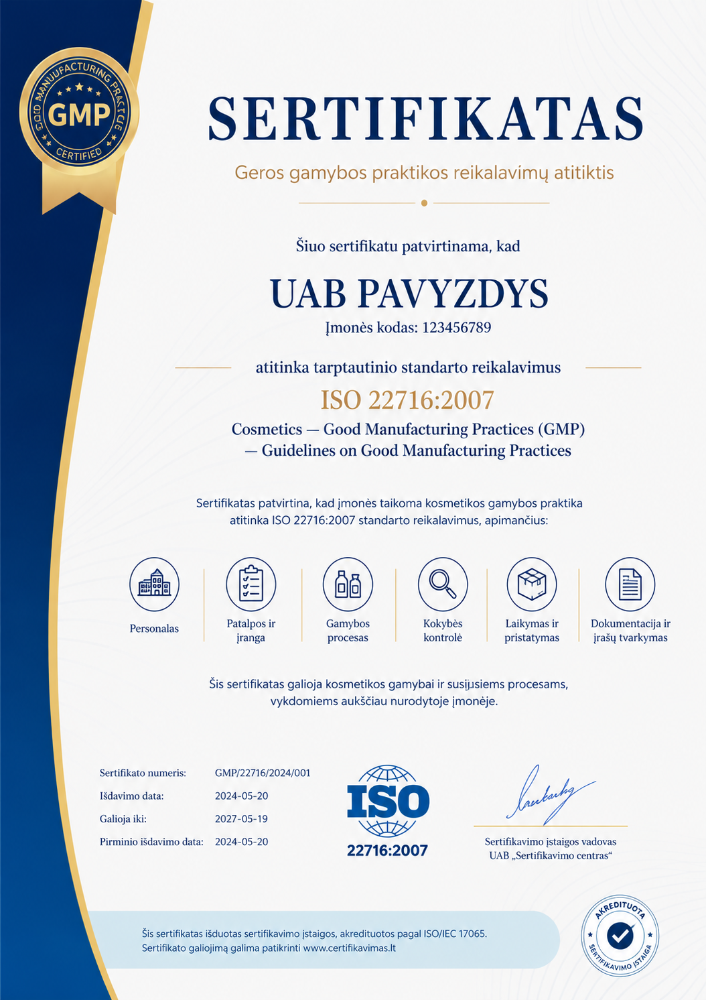 GOOD MANUUFACTURING PRACTICE
GMP
CERTIFIED
SERTIFIKATAS
Geros gamybos praktikos reikalavimų atitiktis
Šiuo sertifikatu patvirtinama, kad
UAB PAVYZDYS
Įmonės kodas: 123456789
atitinka tarptautinio standarto reikalavimus
ISO 22716:2007
Cosmetics — Good Manufacturing Practices (GMP)
— Guidelines on Good Manufacturing Practices
Sertifikatas patvirtina, kad įmonės taikoma kosmetikos gamybos praktika
atitinka ISO 22716:2007 standarto reikalavimus, apimančius:
Personalas
Patalpos ir
įranga
Gamybos
procesas
Kokybės
kontrolė
Laikymas ir
pristatymas
Dokumentacija ir
įrašų tvarkymas
Šis sertifikatas galioja kosmetikos gamybai ir susijusiems procesams,
vykdomiems aukščiau nurodytoje įmonėje.
Sertifikato numeris: GMP/22716/2024/001
Išdavimo data: 2024-05-20
Galioja iki: 2027-05-19
Pirminio išdavimo data: 2024-05-20
ISO
22716:2007
Sertifikavimo įstaigos vadovas
UAB „Sertifikavimo centras“
Šis sertifikatas išduotas sertifikavimo įstaigos, akredituotos pagal ISO/IEC 17065.
Sertifikato galiojimą galima patikrinti www.certifikavimas.lt
AKREDITUOTA
SERTIFIKAVIMO ĮSTAIGA